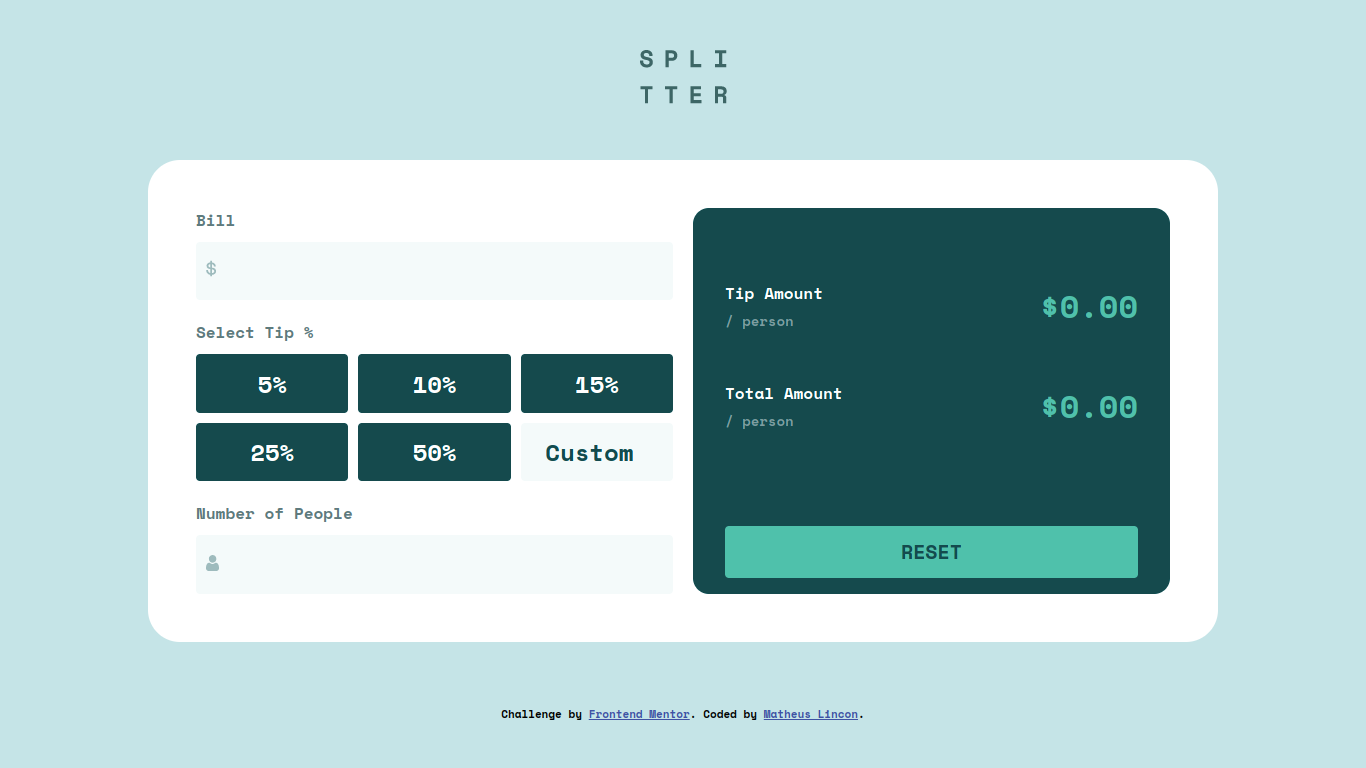 SPLI
TTER
Bill
$
Select Tip %
5%
10%
15%
25%
50%
Custom
Number of People
Tip Amount
/ person
$0.00
Total Amount
/ person
$0.00
RESET
Challenge by Frontend Mentor. Coded by Matheus Lincon.